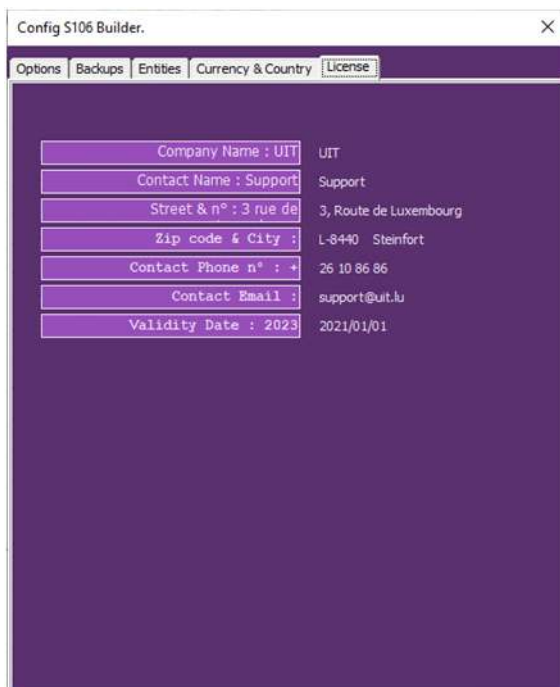 Config S106 Builder.
Options Backups Entities Currency & Country License
Company Name : UIT UIT
Contact Name : Support Support
Street & n° : 3 rue de 3, Route de Luxembourg
Zip code & City : L-8440 Steinfort
Contact Phone n° : + 26 10 86 86
Contact Email : support@uit.lu
Validity Date : 2023 2021/01/01